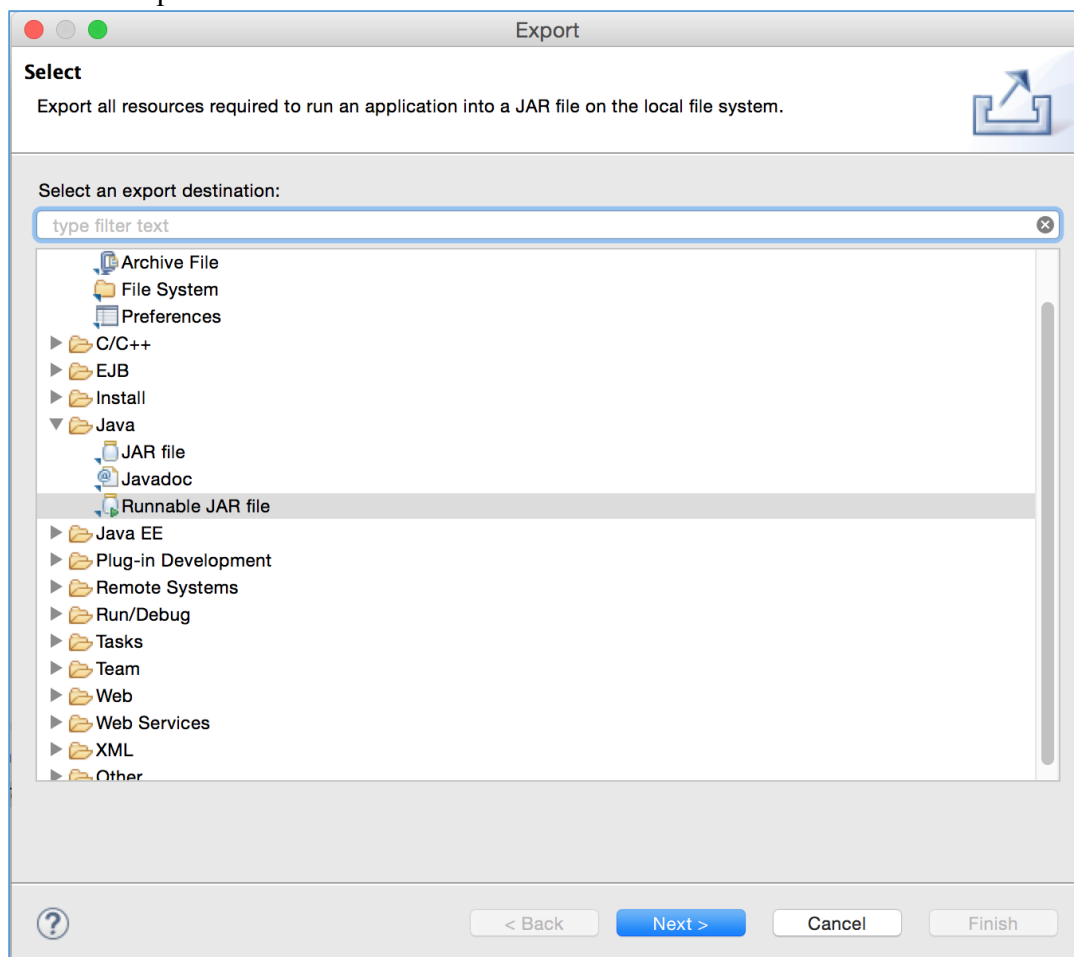 Export
Select
Export all resources required to run an application into a JAR file on the local file system.
Select an export destination:
type filter text
Archive File
File System
Preferences
C/C++
EJB
Install
Java
JAR file
Javadoc
Runnable JAR file
Java EE
Plug-in Development
Remote Systems
Run/Debug
Tasks
Team
Web
Web Services
XML
Other
< Back Next > Cancel Finish